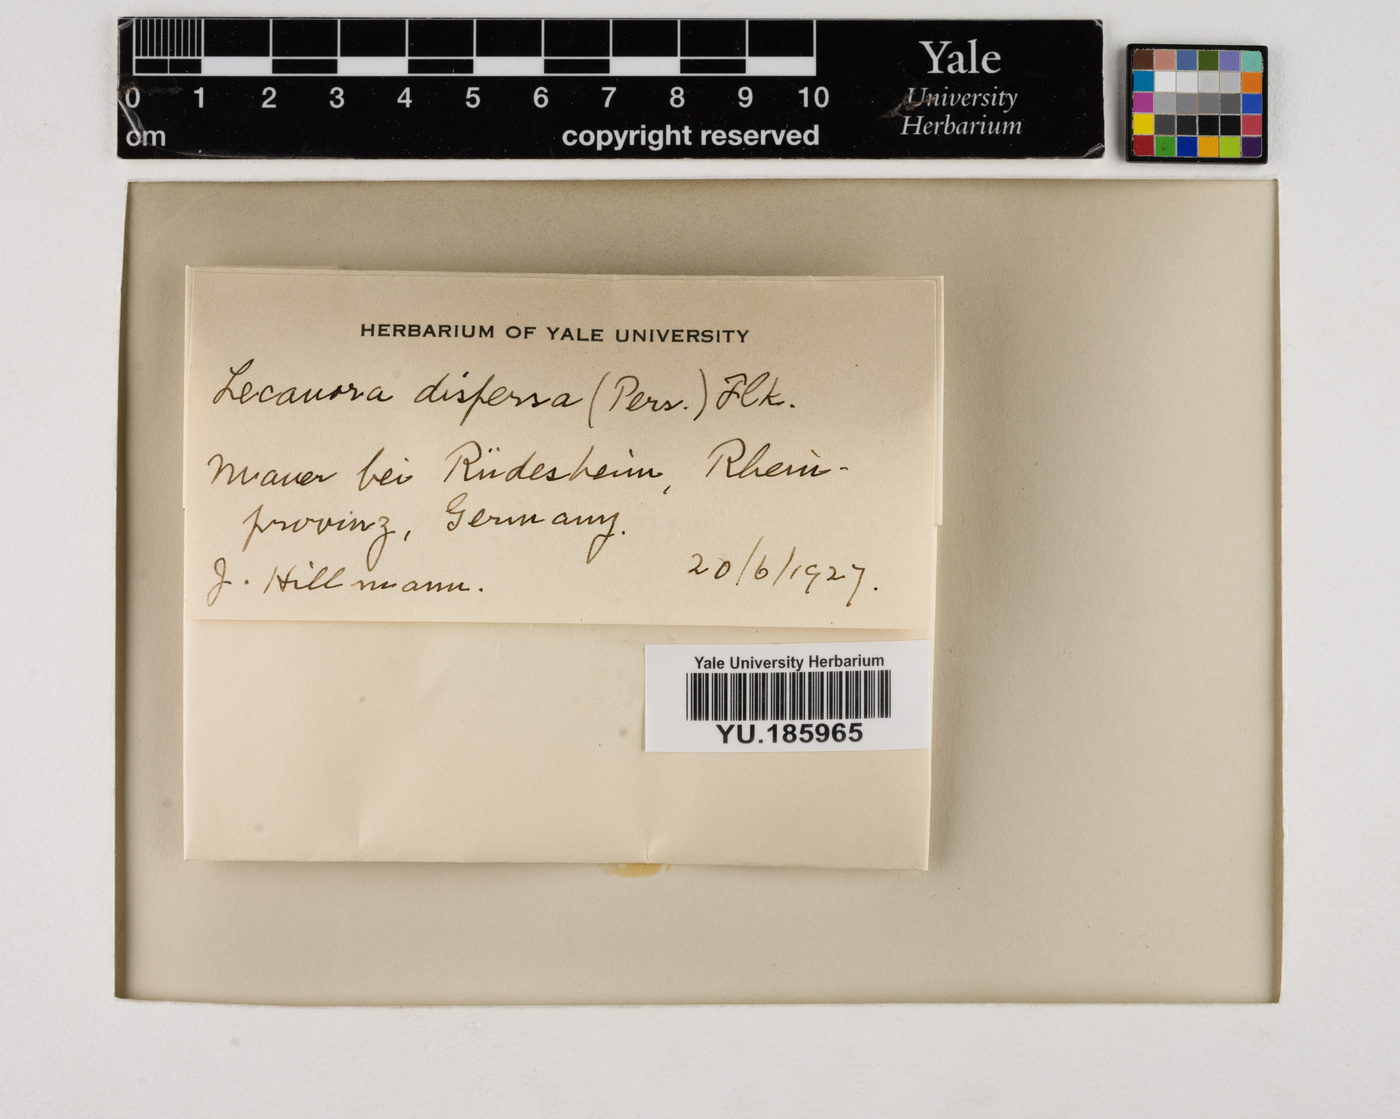 0 1 2 3 4 5 6 7 8 9 10
cm
copyright reserved
Yale
University
Herbarium
HERBARIUM OF YALE UNIVERSITY
Lecanora dispersa (Pers.) Flk.
Mauer bei Rüdesheim, Rhein-
provinz, Germany.
J. Hillmann. 20/6/1927.
Yale University Herbarium
YU.185965